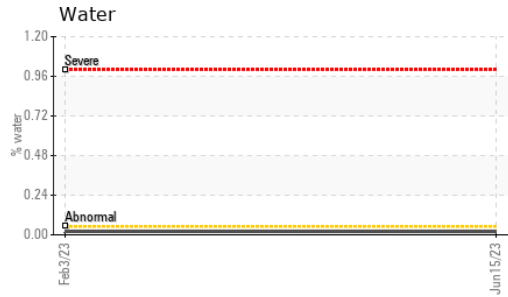 Water
1.20
0.96
0.72
0.48
0.24
0.00
% water
Severe
Abnormal
Feb3/23
Jun15/23